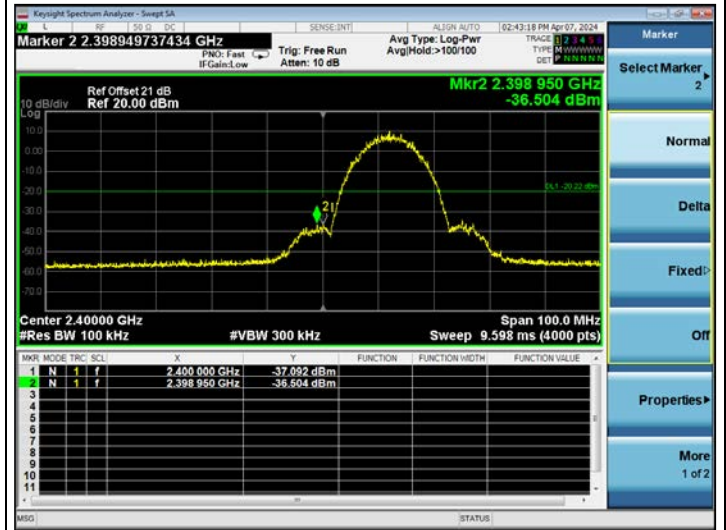 Keysight Spectrum Analyzer - Swept SA
L RF 50 Ω DC SENSE:INT ALIGN AUTO 02:43:18 PM Apr 07, 2024
Marker 2 2.398949737434 GHz
PNO: Fast
IFGain:Low
Trig: Free Run
Atten: 10 dB
Avg Type: Log-Pwr
Avg|Hold:>100/100
TRACE 1 2 3 4 5 6
TYPE M WWWWW
DET P N N N N N
Ref Offset 21 dB
10 dB/div Ref 20.00 dBm
Log
Mkr2 2.398 950 GHz
-36.504 dBm
10.0
0.00
-10.0
-20.0
-30.0
-40.0
-50.0
-60.0
-70.0
DL1 -20.22 dBm
2 1
Center 2.40000 GHz Span 100.0 MHz
#Res BW 100 kHz #VBW 300 kHz Sweep 9.598 ms (4000 pts)
MKR MODE TRC SCL X Y FUNCTION FUNCTION WIDTH FUNCTION VALUE
1 N 1 f 2.400 000 GHz -37.092 dBm
2 N 1 f 2.398 950 GHz -36.504 dBm
3
4
5
6
7
8
9
10
11
MSG STATUS
Marker
Select Marker
2
Normal
Delta
Fixed
Off
Properties
More
1 of 2